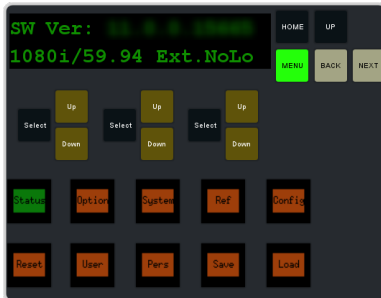 SW Ver:
HOME UP
1080i/59.94 Ext.NoLo
MENU BACK NEXT
Up Up Up
Select Select Select
Down Down Down
Status Option System Ref Config
Reset User Pers Save Load